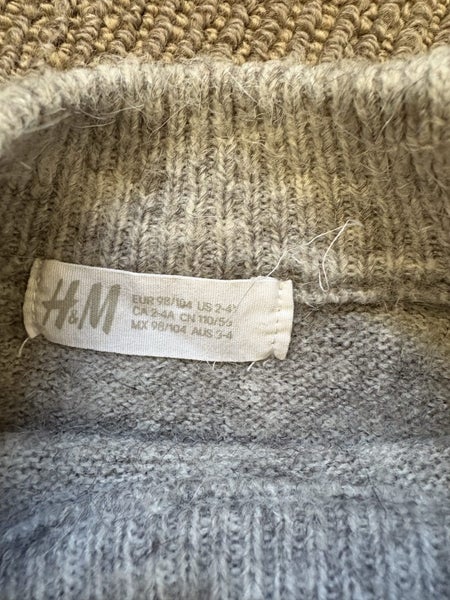 H&M
EUR 98/104 US 2-4Y
CA 2-4A CN 110/56
MX 98/104 AUS 3-4